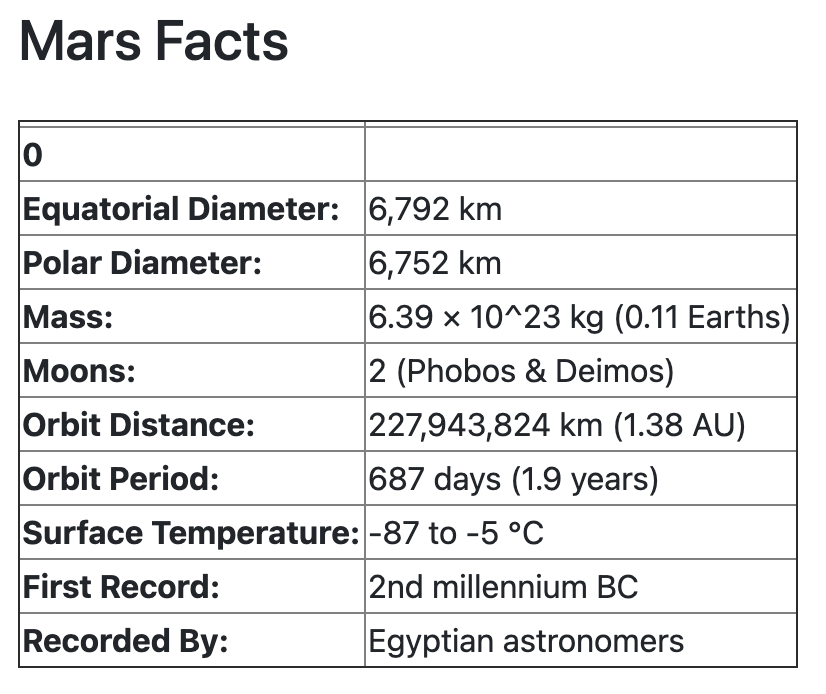 Mars Facts
0
Equatorial Diameter: 6,792 km
Polar Diameter: 6,752 km
Mass: 6.39 × 10^23 kg (0.11 Earths)
Moons: 2 (Phobos & Deimos)
Orbit Distance: 227,943,824 km (1.38 AU)
Orbit Period: 687 days (1.9 years)
Surface Temperature: -87 to -5 °C
First Record: 2nd millennium BC
Recorded By: Egyptian astronomers